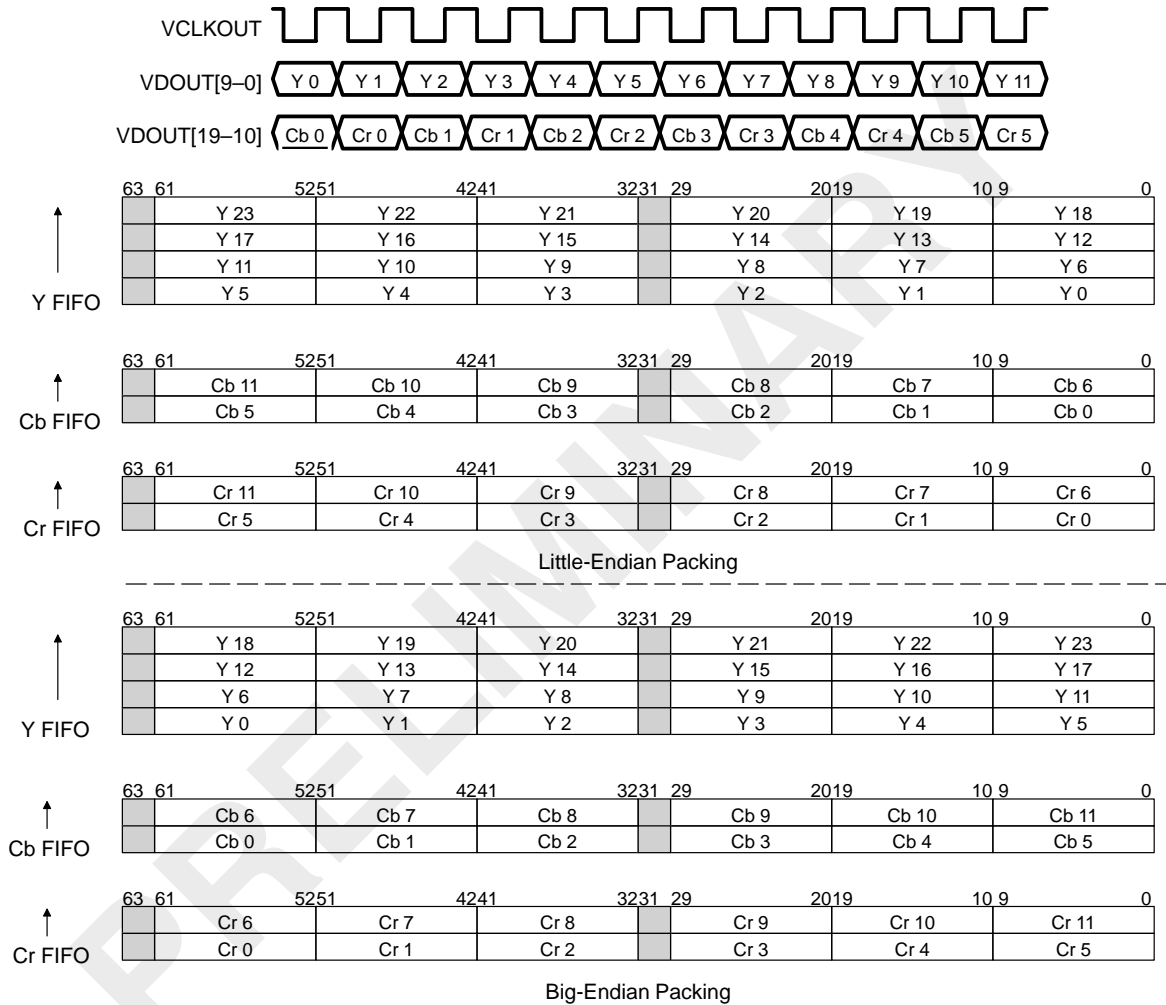 VCLKOUT
VDOUT[9–0] Y 0 Y 1 Y 2 Y 3 Y 4 Y 5 Y 6 Y 7 Y 8 Y 9 Y 10 Y 11
VDOUT[19–10] Cb 0 Cr 0 Cb 1 Cr 1 Cb 2 Cr 2 Cb 3 Cr 3 Cb 4 Cr 4 Cb 5 Cr 5
63 61 5251 4241 3231 29 2019 10 9 0
Y 23 Y 22 Y 21 Y 20 Y 19 Y 18
Y 17 Y 16 Y 15 Y 14 Y 13 Y 12
Y 11 Y 10 Y 9 Y 8 Y 7 Y 6
Y FIFO Y 5 Y 4 Y 3 Y 2 Y 1 Y 0
63 61 5251 4241 3231 29 2019 10 9 0
Cb 11 Cb 10 Cb 9 Cb 8 Cb 7 Cb 6
Cb FIFO Cb 5 Cb 4 Cb 3 Cb 2 Cb 1 Cb 0
63 61 5251 4241 3231 29 2019 10 9 0
Cr 11 Cr 10 Cr 9 Cr 8 Cr 7 Cr 6
Cr FIFO Cr 5 Cr 4 Cr 3 Cr 2 Cr 1 Cr 0
Little-Endian Packing
63 61 5251 4241 3231 29 2019 10 9 0
Y 18 Y 19 Y 20 Y 21 Y 22 Y 23
Y 12 Y 13 Y 14 Y 15 Y 16 Y 17
Y 6 Y 7 Y 8 Y 9 Y 10 Y 11
Y FIFO Y 0 Y 1 Y 2 Y 3 Y 4 Y 5
63 61 5251 4241 3231 29 2019 10 9 0
Cb 6 Cb 7 Cb 8 Cb 9 Cb 10 Cb 11
Cb FIFO Cb 0 Cb 1 Cb 2 Cb 3 Cb 4 Cb 5
63 61 5251 4241 3231 29 2019 10 9 0
Cr 6 Cr 7 Cr 8 Cr 9 Cr 10 Cr 11
Cr FIFO Cr 0 Cr 1 Cr 2 Cr 3 Cr 4 Cr 5
Big-Endian Packing
PRELIMINARY